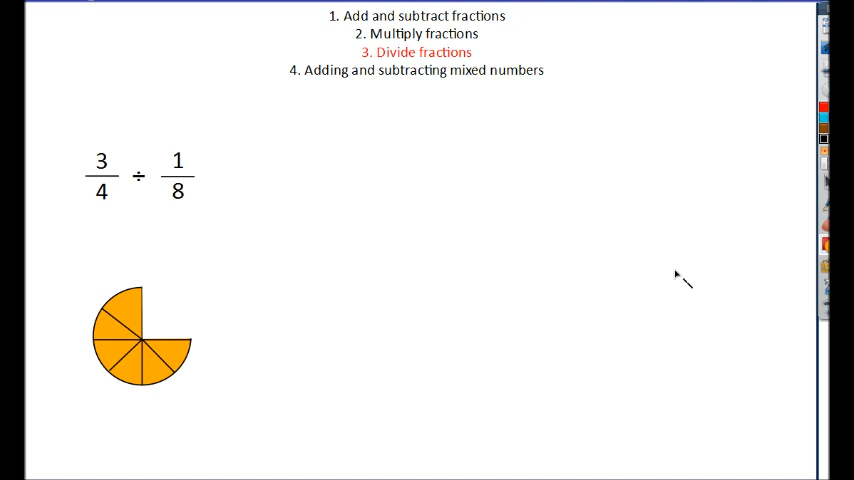 1. Add and subtract fractions
2. Multiply fractions
3. Divide fractions
4. Adding and subtracting mixed numbers
3 1
÷
4 8